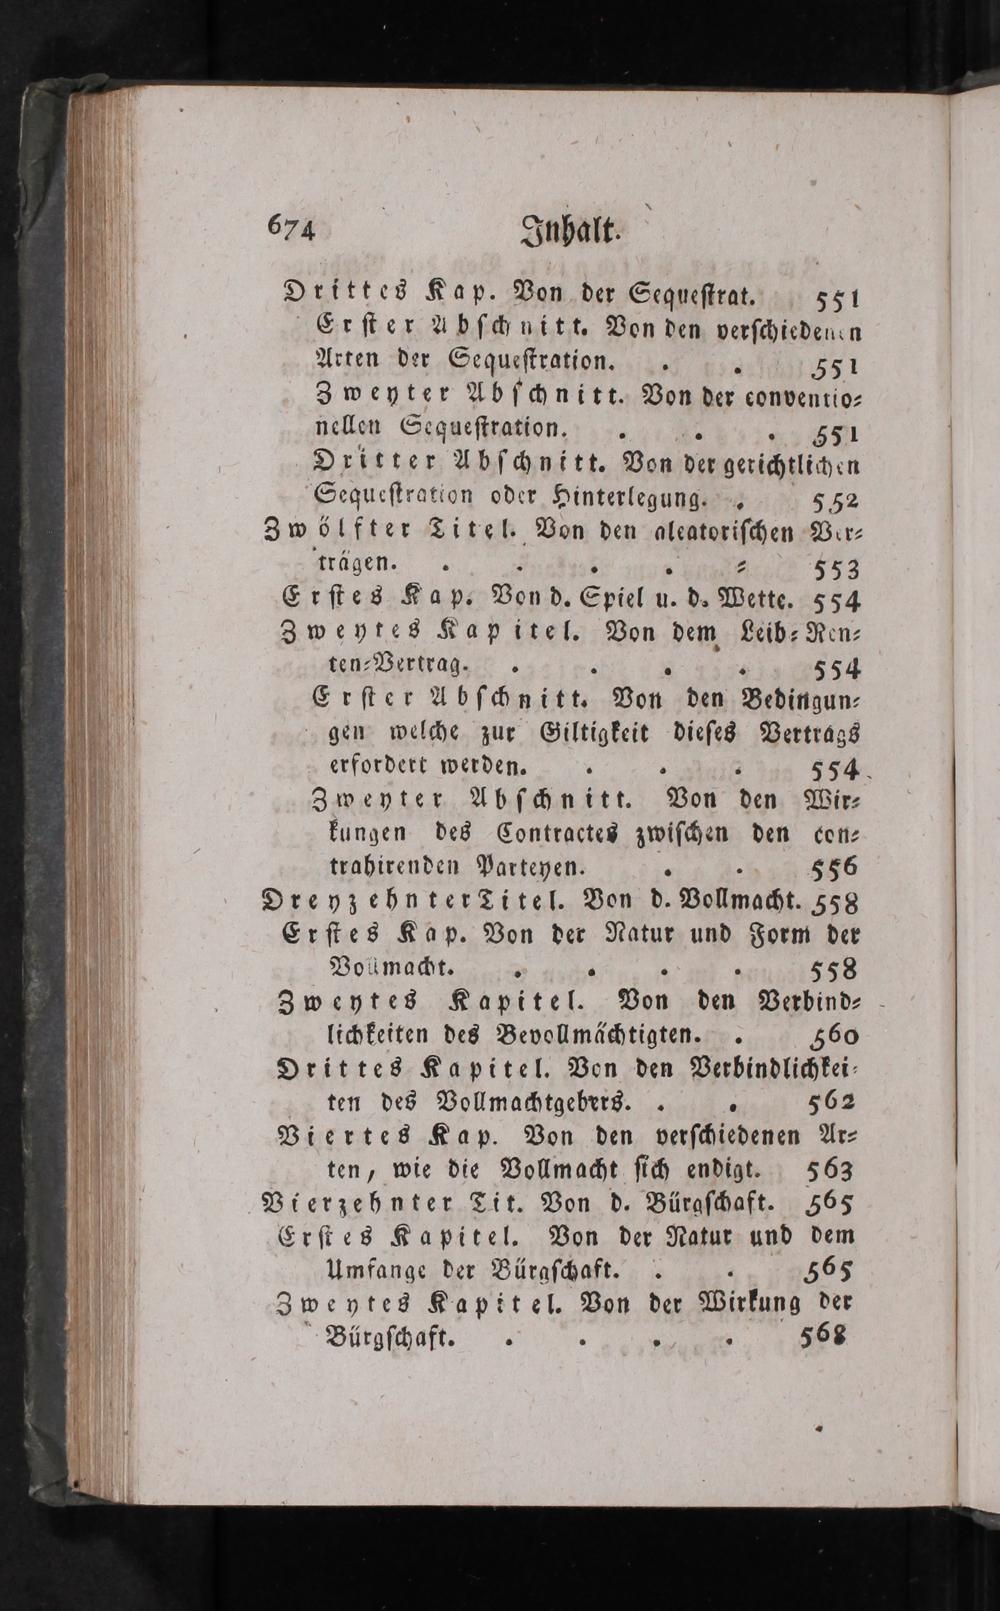 674 Inhalt.
Drittes Kap. Von der Sequestrat. 551
Erster Abschnitt. Von den verschiedenen
Arten der Sequestration. . . 551
Zweyter Abschnitt. Von der conventio-
nellen Sequestration. . . . 551
Dritter Abschnitt. Von der gerichtlichen
Sequestration oder Hinterlegung. . 552
Zwölfter Titel. Von den aleatorischen Ver-
trägen. . . . . - 553
Erstes Kap. Von d. Spiel u. d. Wette. 554
Zweytes Kapitel. Von dem Leib-Ren-
ten-Vertrag. . . . . 554
Erster Abschnitt. Von den Bedingun-
gen welche zur Giltigkeit dieses Vertrags
erfordert werden. . . . 554
Zweyter Abschnitt. Von den Wir-
kungen des Contractes zwischen den con-
trahirenden Parteyen. . . 556
Dreyzehnter Titel. Von d. Vollmacht. 558
Erstes Kap. Von der Natur und Form der
Vollmacht. . . . . 558
Zweytes Kapitel. Von den Verbind-
lichkeiten des Bevollmächtigten. . 560
Drittes Kapitel. Von den Verbindlichkei-
ten des Vollmachtgebers. . . 562
Viertes Kap. Von den verschiedenen Ar-
ten, wie die Vollmacht sich endigt. 563
Vierzehnter Tit. Von d. Bürgschaft. 565
Erstes Kapitel. Von der Natur und dem
Umfange der Bürgschaft. . . 565
Zweytes Kapitel. Von der Wirkung der
Bürgschaft. . . . . 568